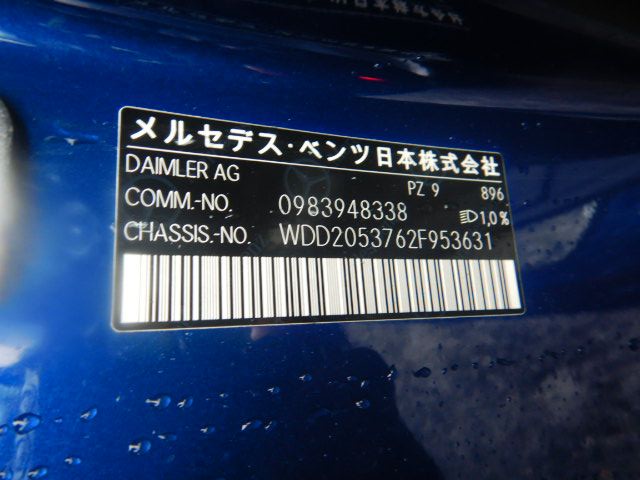 メルセデス・ベンツ日本株式会社
DAIMLER AG
PZ 9 896
COMM.-NO. 0983948338 1,0%
CHASSIS.-NO. WDD2053762F953631